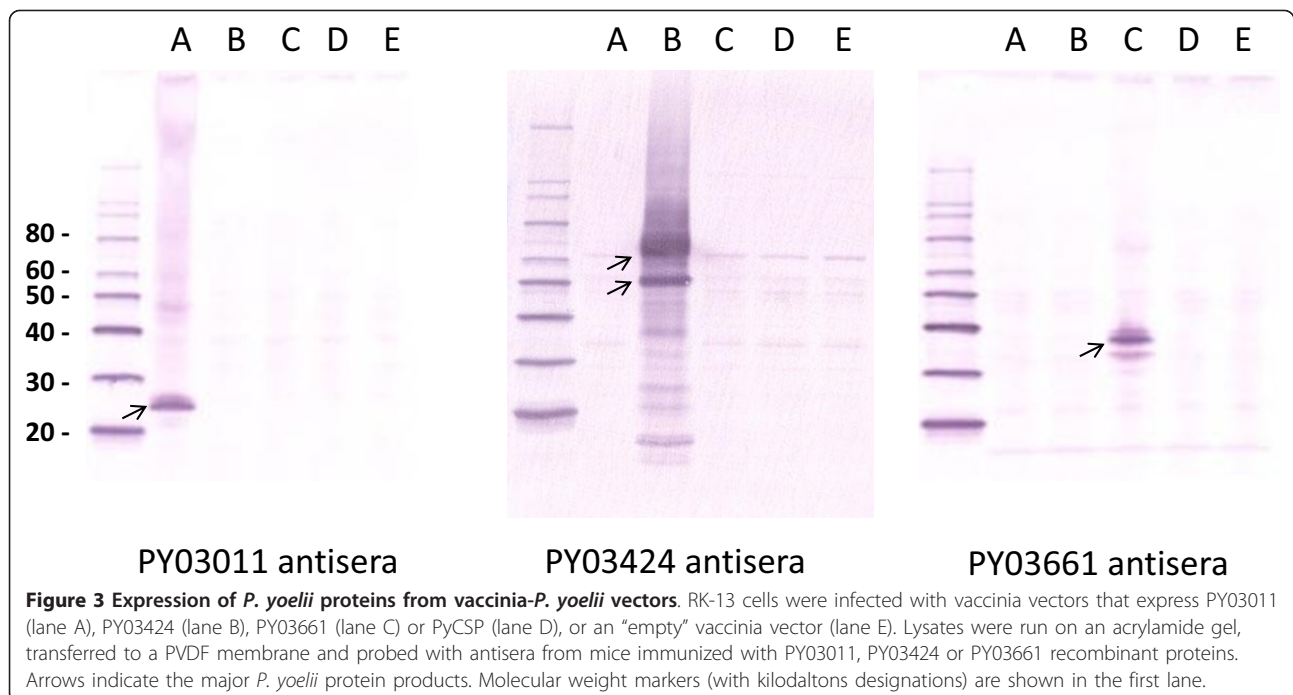 A B C D E
A B C D E
A B C D E
80 -
60 -
50 -
40 -
30 -
20 -
PY03011 antisera
PY03424 antisera
PY03661 antisera
Figure 3 Expression of P. yoelii proteins from vaccinia-P. yoelii vectors. RK-13 cells were infected with vaccinia vectors that express PY03011
(lane A), PY03424 (lane B), PY03661 (lane C) or PyCSP (lane D), or an “empty” vaccinia vector (lane E). Lysates were run on an acrylamide gel,
transferred to a PVDF membrane and probed with antisera from mice immunized with PY03011, PY03424 or PY03661 recombinant proteins.
Arrows indicate the major P. yoelii protein products. Molecular weight markers (with kilodaltons designations) are shown in the first lane.